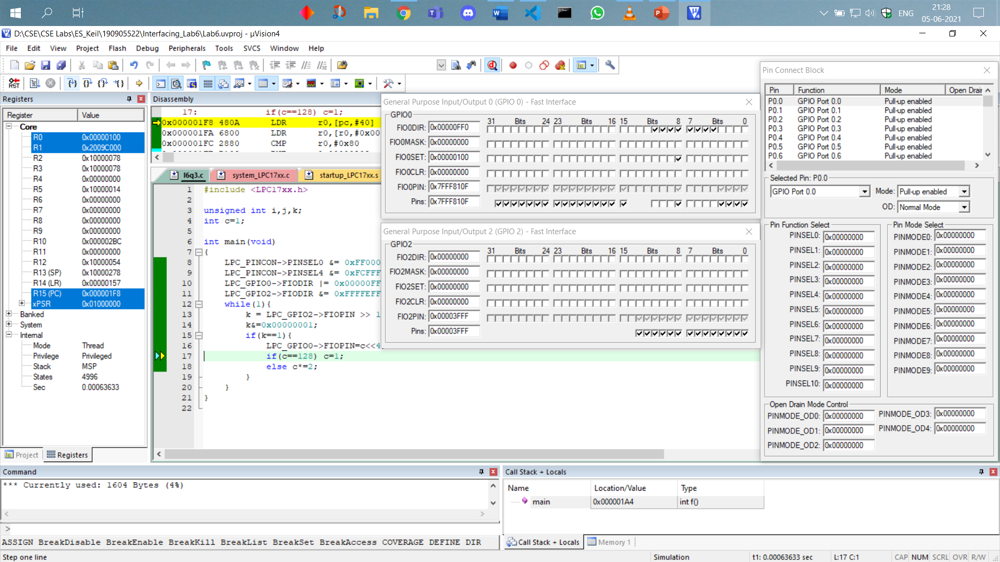 ENG
21:28
05-06-2021
D:\CSE\CSE Labs\ES_Keil\190905522\Interfacing_Lab6\Lab6.uvproj - µVision4
File Edit View Project Flash Debug Peripherals Tools SVCS Window Help
Registers
Register Value
Core
R0 0x00000100
R1 0x2009C000
R2 0x10000078
R3 0x10000078
R4 0x00000000
R5 0x10000014
R6 0x00000000
R7 0x00000000
R8 0x00000000
R9 0x00000000
R10 0x000002BC
R11 0x00000000
R12 0x10000054
R13 (SP) 0x10000278
R14 (LR) 0x00000157
R15 (PC) 0x000001F8
xPSR 0x01000000
Banked
System
Internal
Mode Thread
Privilege Privileged
Stack MSP
States 4996
Sec 0.00063633
Project Registers
Disassembly
17: if(c==128) c=1;
0x000001F8 480A LDR r0,[pc,#40]
0x000001FA 6800 LDR r0,[r0,#0x00
0x000001FC 2880 CMP r0,#0x80
l6q3.c system_LPC17xx.c startup_LPC17xx.s
1 #include <LPC17xx.h>
2
3 unsigned int i,j,k;
4 int c=1;
5
6 int main(void)
7 {
8 LPC_PINCON->PINSEL0 &= 0xFF000
9 LPC_PINCON->PINSEL4 &= 0xFCFFF
10 LPC_GPIO0->FIODIR |= 0x00000FF
11 LPC_GPIO2->FIODIR &= 0xFFFFEFF
12 while(1){
13 k = LPC_GPIO2->FIOPIN >> 1
14 k&=0x00000001;
15 if(k==1){
16 LPC_GPIO0->FIOPIN=c<<4
17 if(c==128) c=1;
18 else c*=2;
19 }
20 }
21 }
22
General Purpose Input/Output 0 (GPIO 0) - Fast Interface
GPIO0
31 Bits 24 23 Bits 16 15 Bits 8 7 Bits 0
FIO0DIR: 0x00000FF0
FIO0MASK: 0x00000000
FIO0SET: 0x00000100
FIO0CLR: 0x00000000
FIO0PIN: 0x7FFF810F
Pins: 0x7FFF810F
General Purpose Input/Output 2 (GPIO 2) - Fast Interface
GPIO2
31 Bits 24 23 Bits 16 15 Bits 8 7 Bits 0
FIO2DIR: 0x00000000
FIO2MASK: 0x00000000
FIO2SET: 0x00000000
FIO2CLR: 0x00000000
FIO2PIN: 0x00003FFF
Pins: 0x00003FFF
Pin Connect Block
Pin Function Mode Open Drain
P0.0 GPIO Port 0.0 Pull-up enabled
P0.1 GPIO Port 0.1 Pull-up enabled
P0.2 GPIO Port 0.2 Pull-up enabled
P0.3 GPIO Port 0.3 Pull-up enabled
P0.4 GPIO Port 0.4 Pull-up enabled
P0.5 GPIO Port 0.5 Pull-up enabled
P0.6 GPIO Port 0.6 Pull-up enabled
Selected Pin: P0.0
GPIO Port 0.0 Mode: Pull-up enabled
OD: Normal Mode
Pin Function Select
PINSEL0: 0x00000000
PINSEL1: 0x00000000
PINSEL2: 0x00000000
PINSEL3: 0x00000000
PINSEL4: 0x00000000
PINSEL5: 0x00000000
PINSEL6: 0x00000000
PINSEL7: 0x00000000
PINSEL8: 0x00000000
PINSEL9: 0x00000000
PINSEL10: 0x00000000
Pin Mode Select
PINMODE0: 0x00000000
PINMODE1: 0x00000000
PINMODE2: 0x00000000
PINMODE3: 0x00000000
PINMODE4: 0x00000000
PINMODE5: 0x00000000
PINMODE6: 0x00000000
PINMODE7: 0x00000000
PINMODE8: 0x00000000
PINMODE9: 0x00000000
Open Drain Mode Control
PINMODE_OD0: 0x00000000 PINMODE_OD3: 0x00000000
PINMODE_OD1: 0x00000000 PINMODE_OD4: 0x00000000
PINMODE_OD2: 0x00000000
Command
*** Currently used: 1604 Bytes (4%)
>
ASSIGN BreakDisable BreakEnable BreakKill BreakList BreakSet BreakAccess COVERAGE DEFINE DIR
Call Stack + Locals
Name Location/Value Type
main 0x000001A4 int f()
Call Stack + Locals Memory 1
Step one line Simulation t1: 0.00063633 sec L:17 C:1 CAP NUM SCRL OVR R/W